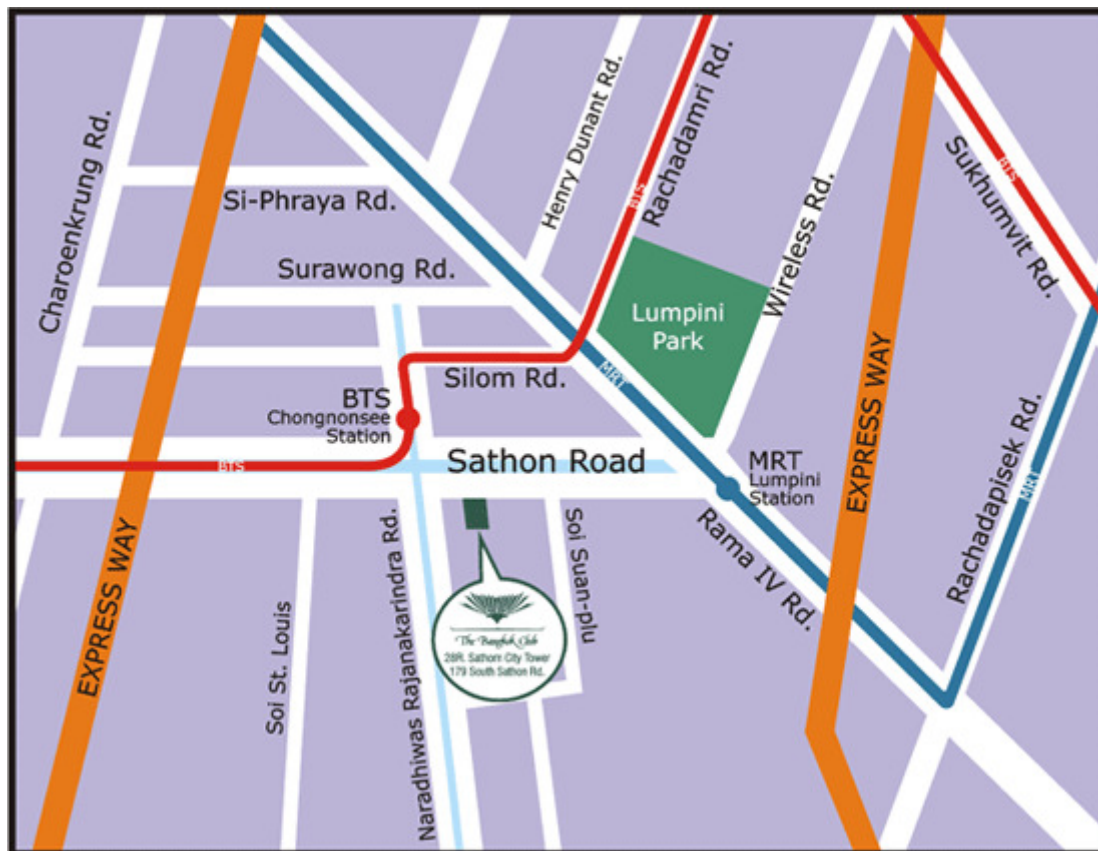 Charoenkrung Rd.
Si-Phraya Rd.
Surawong Rd.
Henry Dunant Rd.
BTS
Rachadamri Rd.
Wireless Rd.
BTS
Sukhumvit Rd.
Lumpini
Park
MRT
Silom Rd.
BTS
Chongnonsee
Station
BTS
Sathon Road
MRT
Lumpini
Station
EXPRESS WAY
Rachadapisek Rd.
MRT
Rama IV Rd.
EXPRESS WAY
Soi St. Louis
Naradhiwas Rajanakarindra Rd.
Soi Suan-plu
The Bangkok Club
28R. Sathorn City Tower
179 South Sathon Rd.